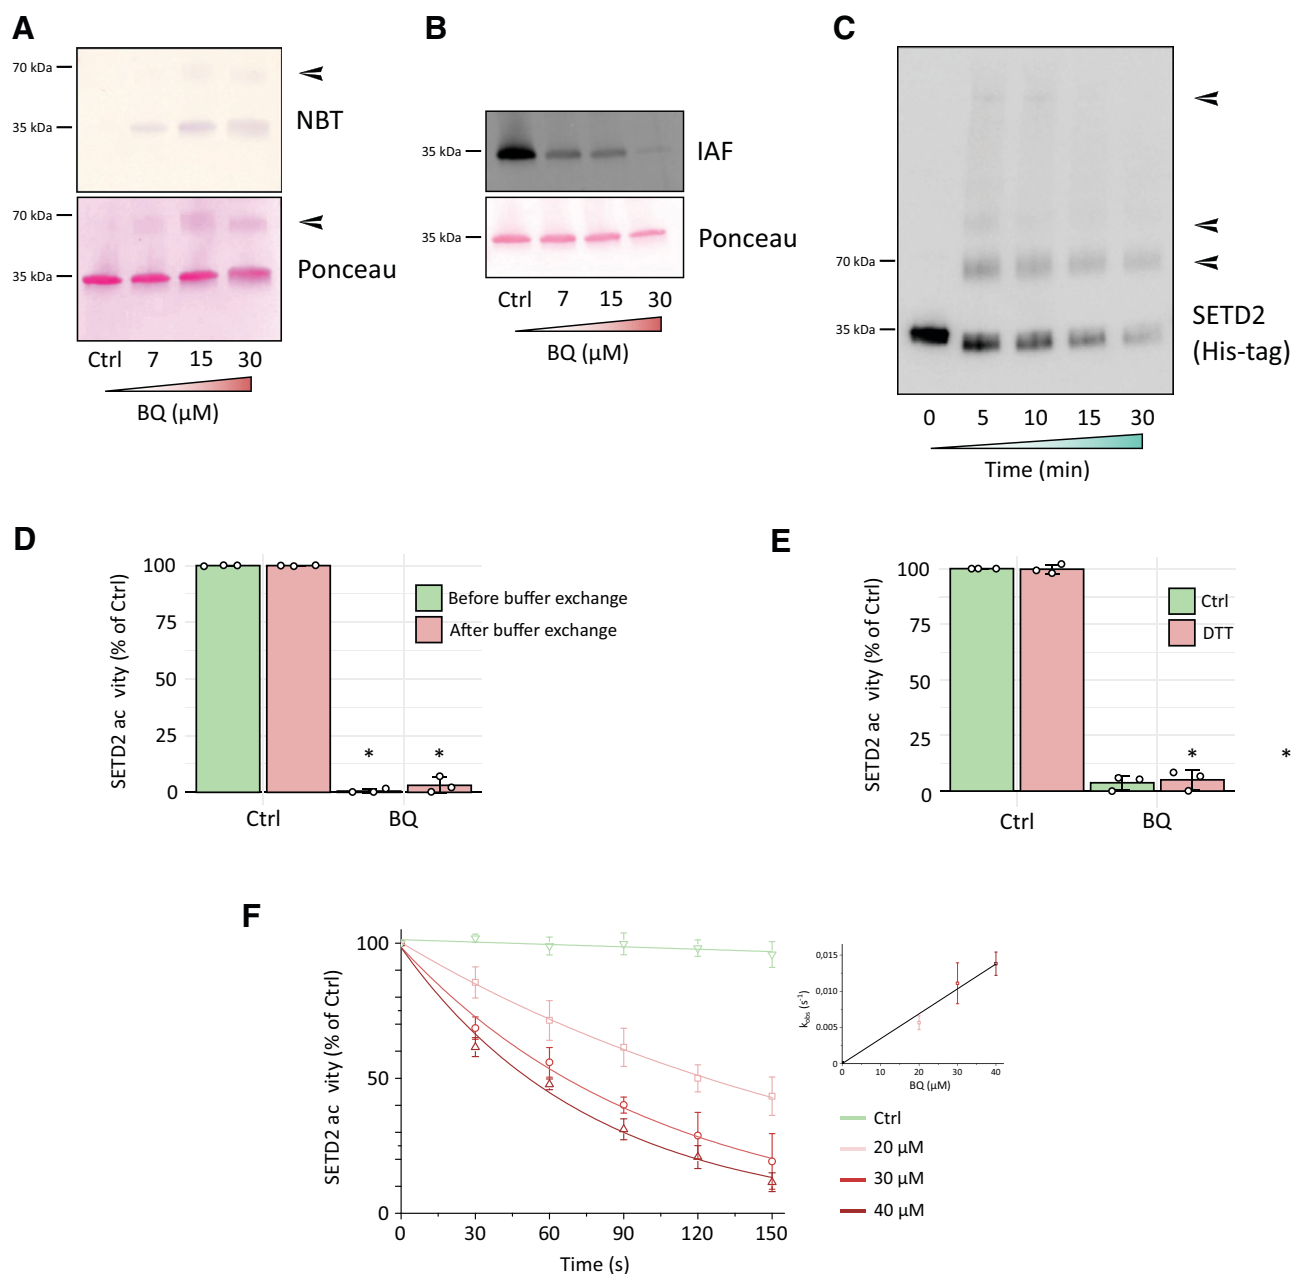 A
70 kDa
35 kDa
NBT
70 kDa
35 kDa
Ponceau
Ctrl 7 15 30
BQ (µM)
B
35 kDa
IAF
35 kDa
Ponceau
Ctrl 7 15 30
BQ (µM)
C
70 kDa
35 kDa
SETD2
(His-tag)
0 5 10 15 30
Time (min)
D
SETD2 ac vity (% of Ctrl)
100
75
50
25
0
Before buffer exchange
After buffer exchange
* *
Ctrl BQ
E
SETD2 ac vity (% of Ctrl)
100
75
50
25
0
Ctrl
DTT
* *
Ctrl BQ
F
SETD2 ac vity (% of Ctrl)
100
50
0
0 30 60 90 120 150
Time (s)
kobs (s-1)
0,015
0,010
0.005
0
0 10 20 30 40
BQ (µM)
Ctrl
20 µM
30 µM
40 µM